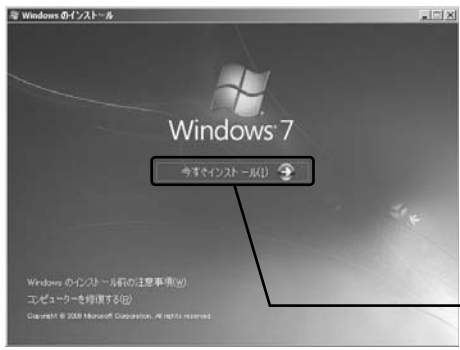 Windows のインストール
Windows 7
今すぐインストール(I)
Windows のインストール前の注意事項(W)
コンピューターを修復する(R)
Copyright © 2009 Microsoft Corporation. All rights reserved.